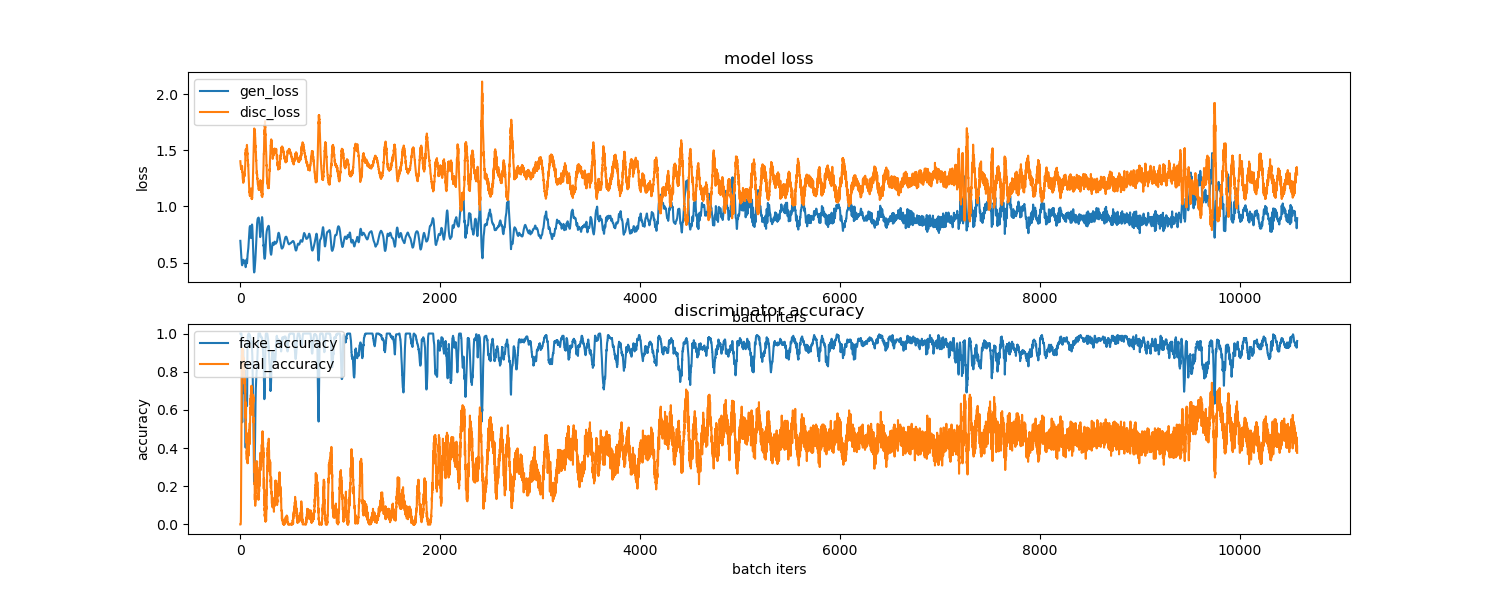 model loss
gen_loss
disc_loss
loss
2.0
1.5
1.0
0.5
0 2000 4000 6000 8000 10000
batch iters
discriminator accuracy
fake_accuracy
real_accuracy
accuracy
1.0
0.8
0.6
0.4
0.2
0.0
0 2000 4000 6000 8000 10000
batch iters